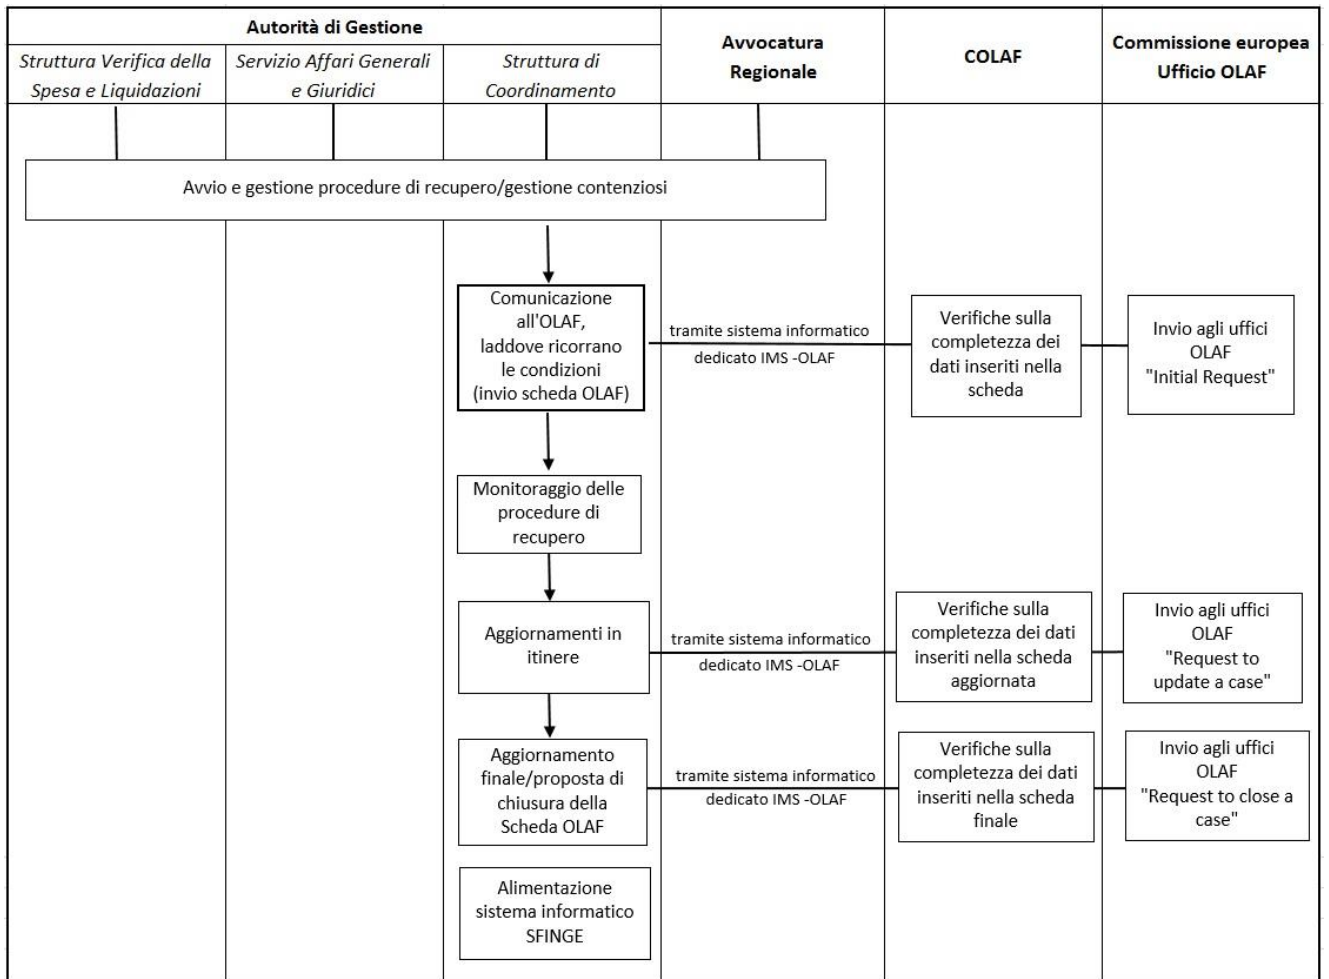 Autorità di Gestione
Struttura Verifica della
Spesa e Liquidazioni
Servizio Affari Generali
e Giuridici
Struttura di
Coordinamento
Avvocatura
Regionale
COLAF
Commissione europea
Ufficio OLAF
Avvio e gestione procedure di recupero/gestione contenziosi
Comunicazione
all'OLAF,
laddove ricorrano
le condizioni
(invio scheda OLAF)
tramite sistema informatico
dedicato IMS -OLAF
Verifiche sulla
completezza dei
dati inseriti nella
scheda
Invio agli uffici
OLAF
"Initial Request"
Monitoraggio delle
procedure di
recupero
Aggiornamenti in
itinere
tramite sistema informatico
dedicato IMS -OLAF
Verifiche sulla
completezza dei dati
inseriti nella scheda
aggiornata
Invio agli uffici
OLAF
"Request to
update a case"
Aggiornamento
finale/proposta di
chiusura della
Scheda OLAF
tramite sistema informatico
dedicato IMS -OLAF
Verifiche sulla
completezza dei dati
inseriti nella scheda
finale
Invio agli uffici
OLAF
"Request to close a
case"
Alimentazione
sistema informatico
SFINGE